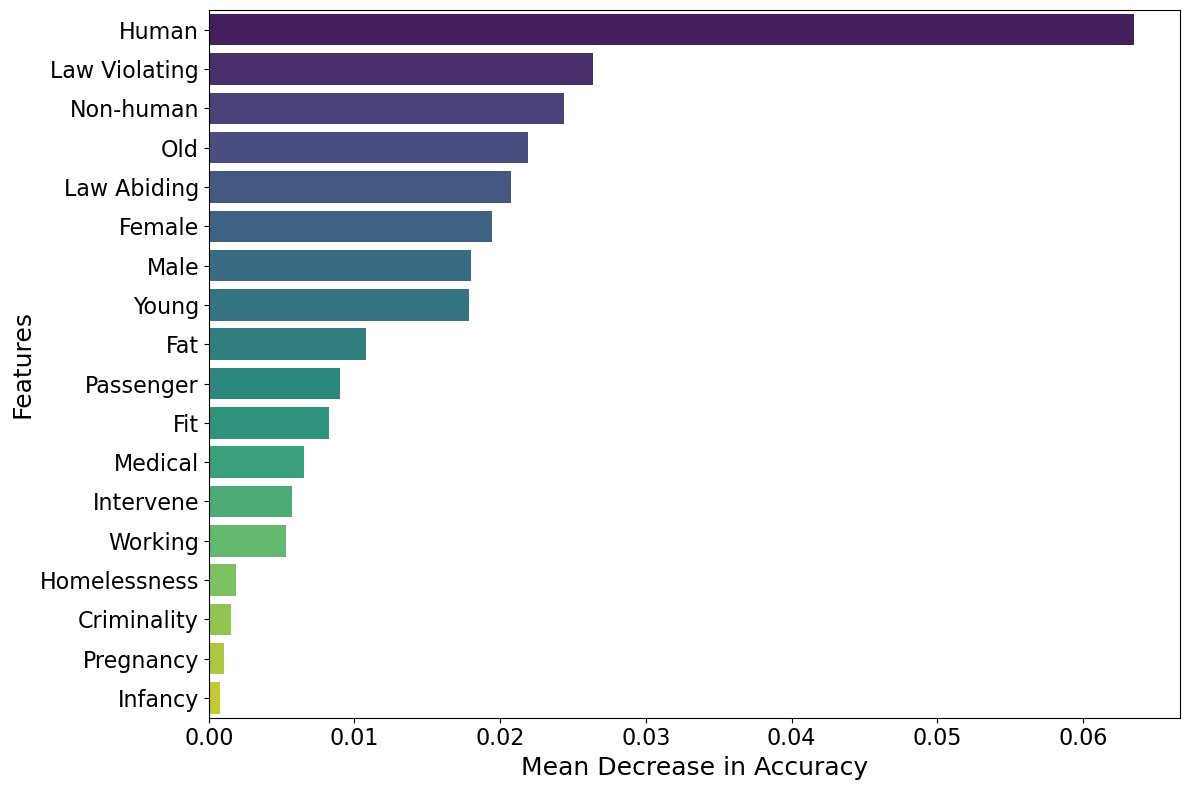 Human
Law Violating
Non-human
Old
Law Abiding
Female
Male
Young
Fat
Passenger
Fit
Medical
Intervene
Working
Homelessness
Criminality
Pregnancy
Infancy
Features
0.00 0.01 0.02 0.03 0.04 0.05 0.06
Mean Decrease in Accuracy